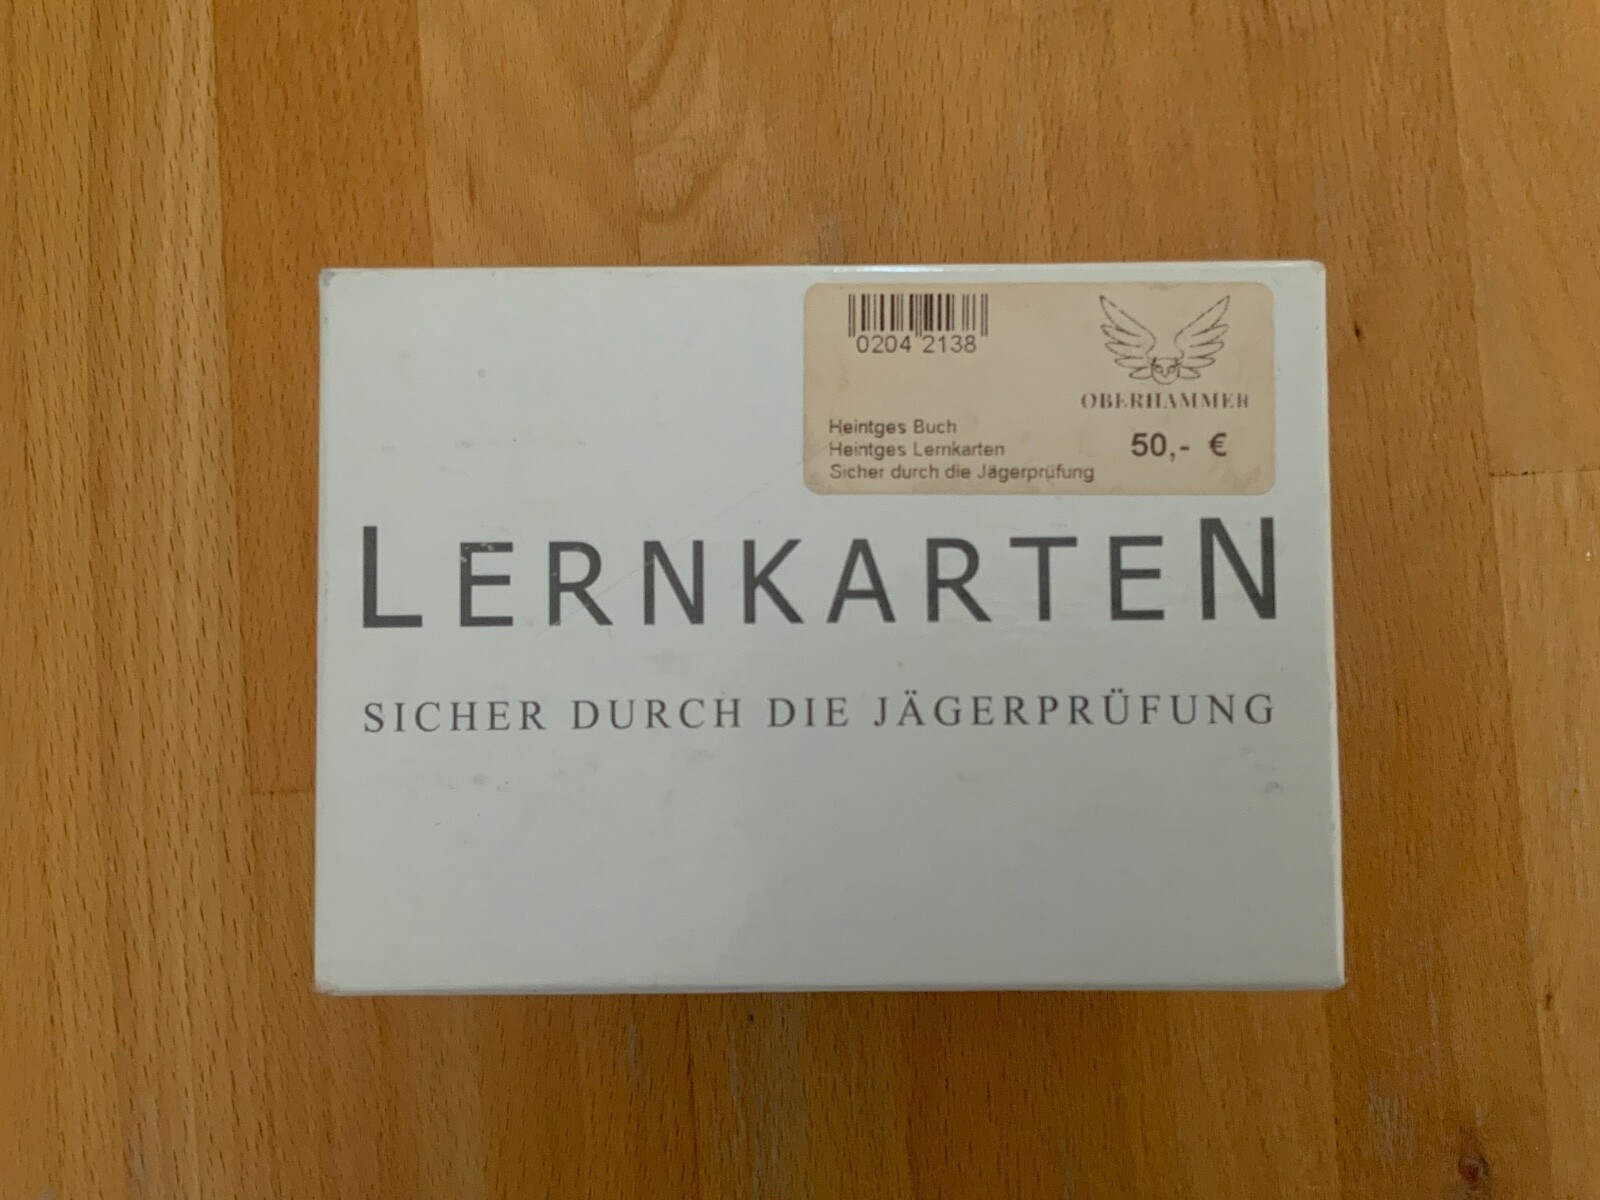 0204 2138
OBERHAMMER
Heintges Buch
Heintges Lernkarten
50,- €
Sicher durch die Jägerprüfung
LERNKARTEN
SICHER DURCH DIE JÄGERPRÜFUNG